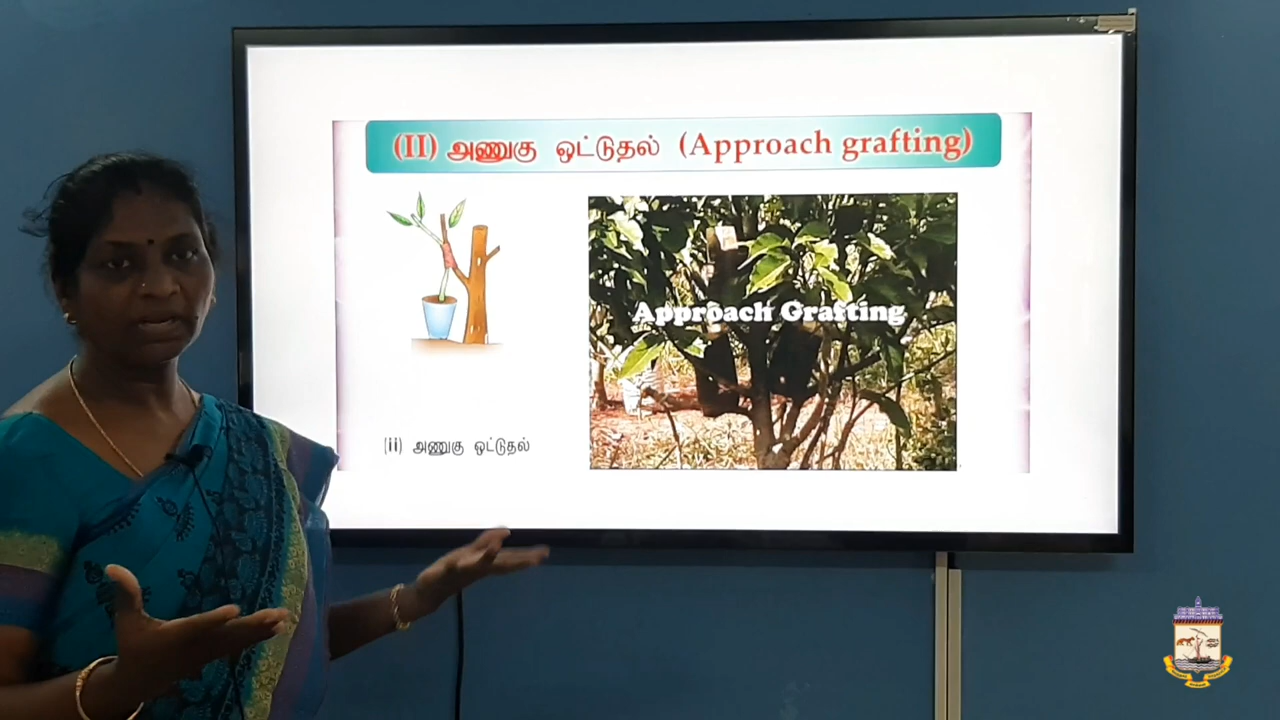 (II) அணுகு ஒட்டுதல் (Approach grafting)
Approach Grafting
(ii) அணுகு ஒட்டுதல்